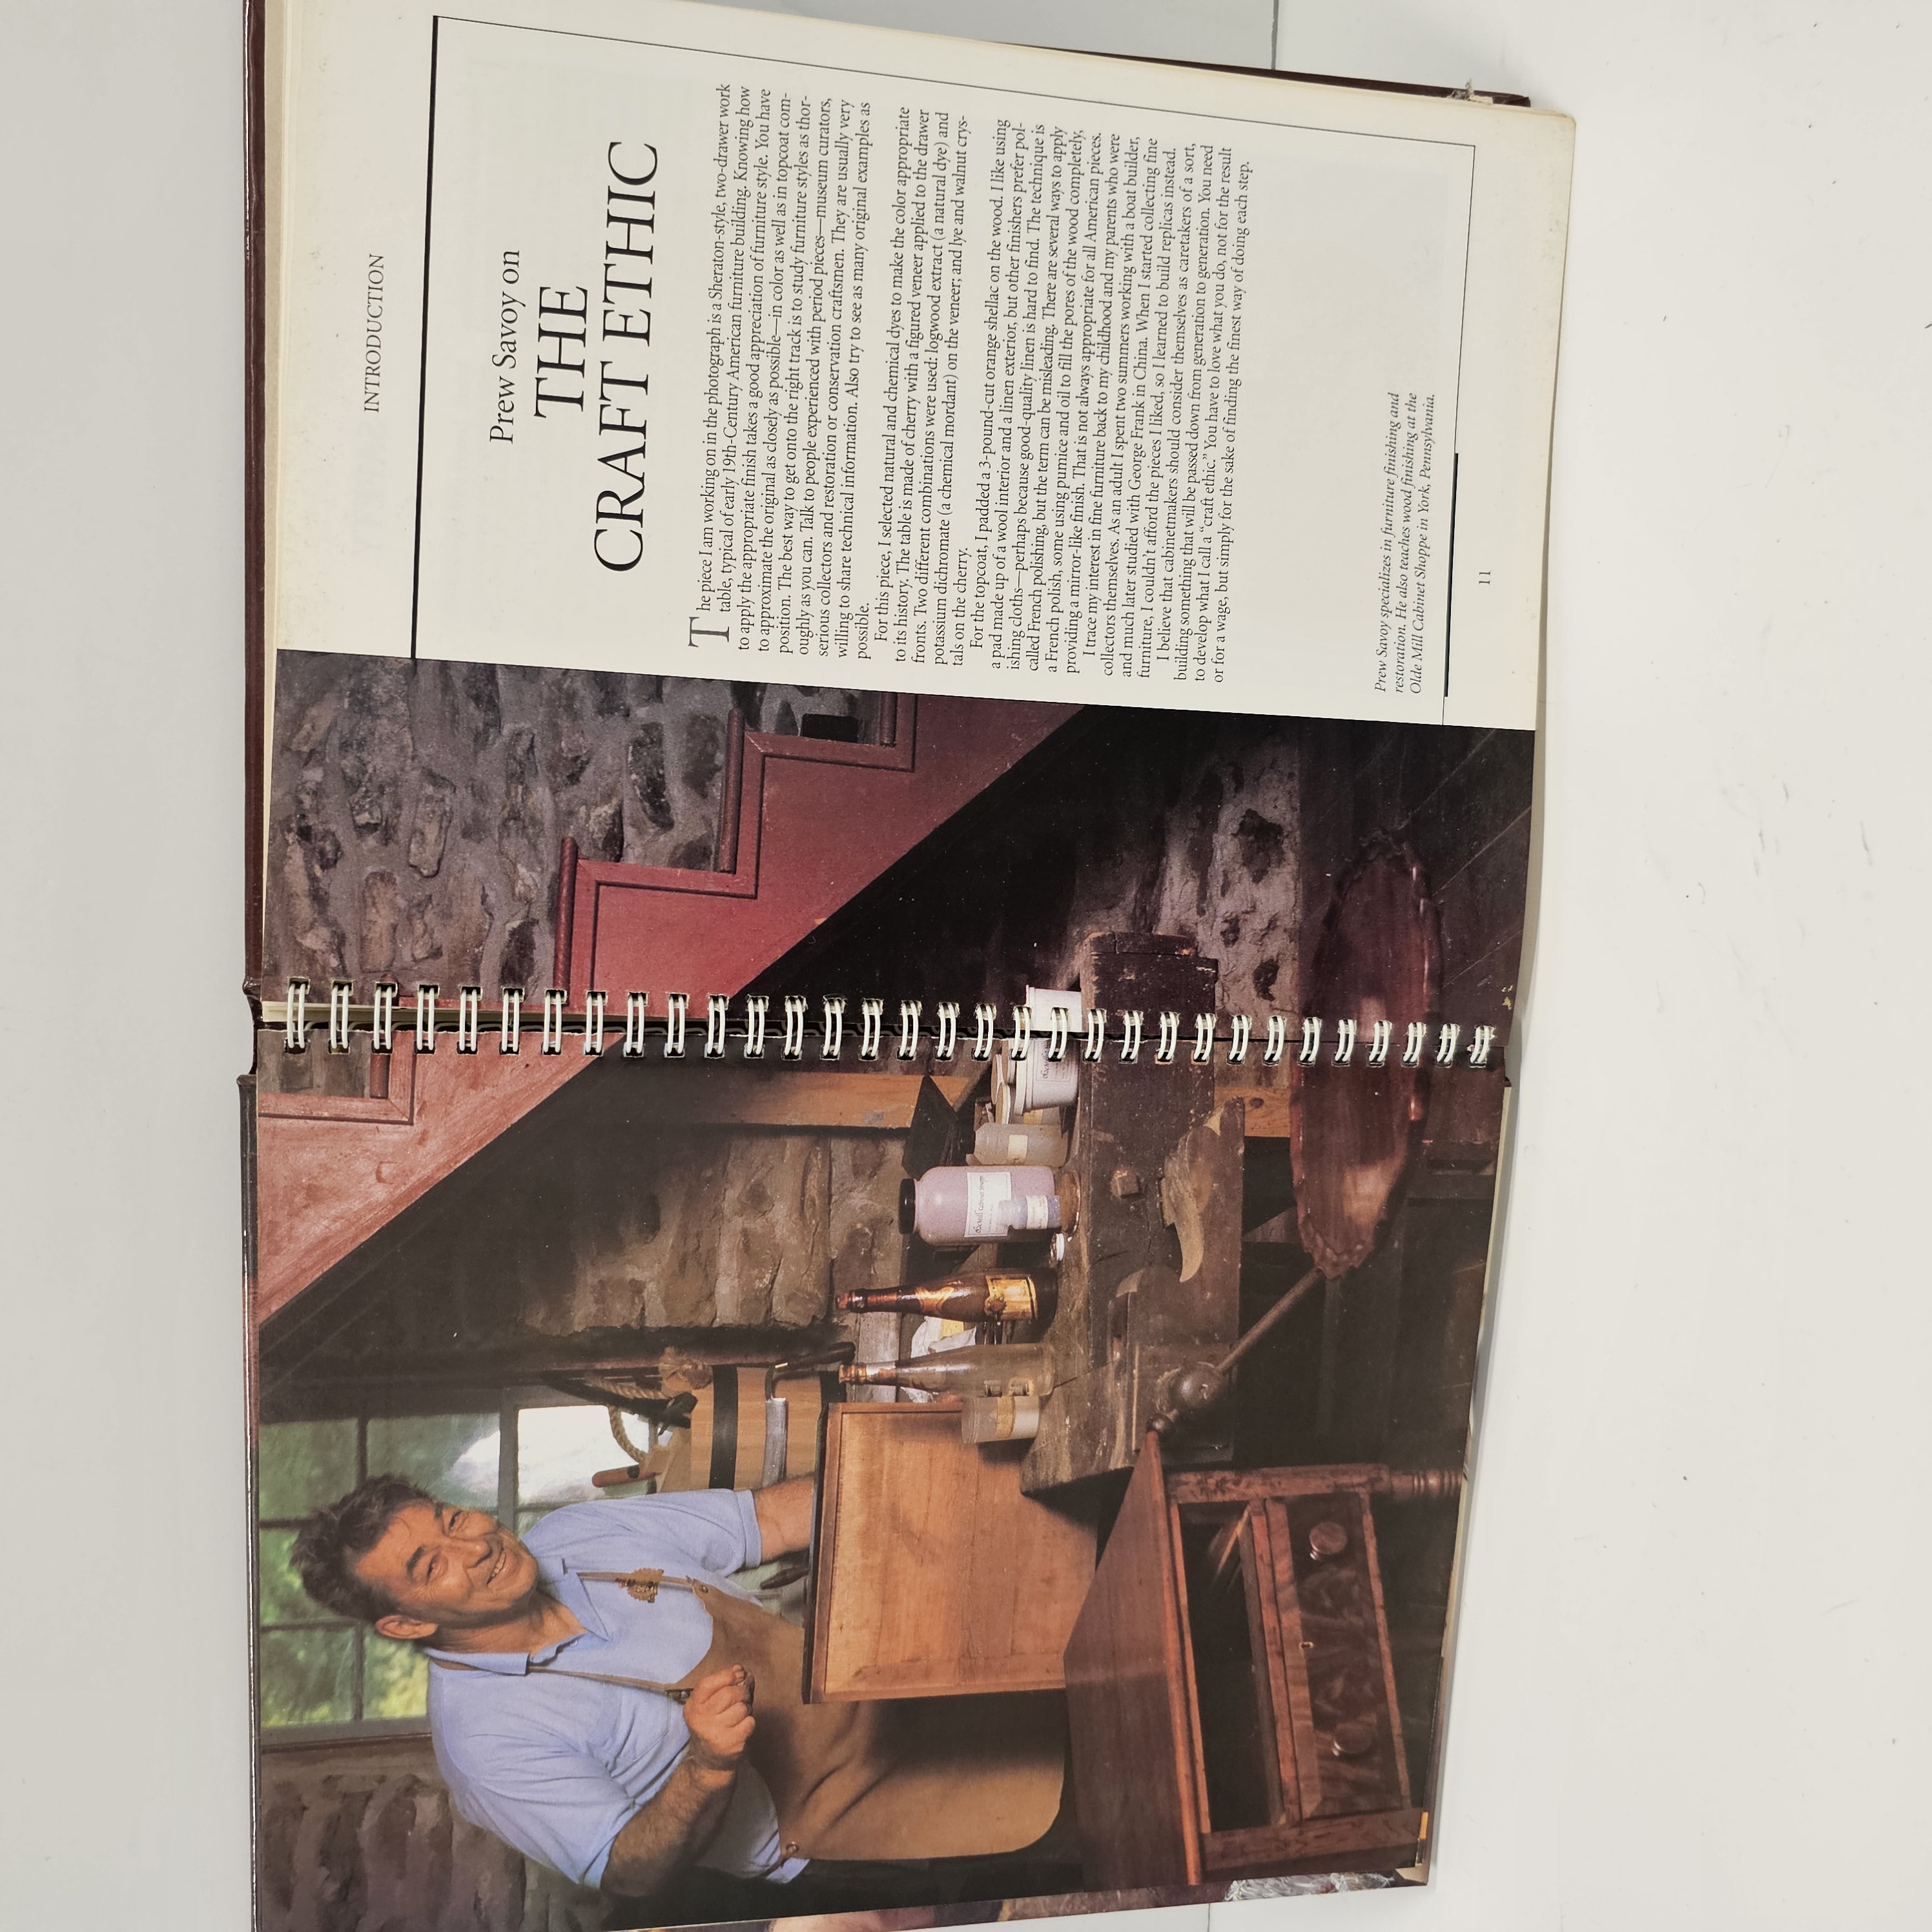 INTRODUCTION
Prew Savoy on
THE
CRAFT ETHIC
The piece I am working on in the photograph is a Sheraton-style, two-drawer work
table, typical of early 19th-Century American furniture building. Knowing how
to apply the appropriate finish takes a good appreciation of furniture style. You have
to approximate the original as closely as possible—in color as well as in topcoat com-
position. The best way to get onto the right track is to study furniture styles as thor-
oughly as you can. Talk to people experienced with period pieces—museum curators,
serious collectors and restoration or conservation craftsmen. They are usually very
willing to share technical information. Also try to see as many original examples as
possible.
For this piece, I selected natural and chemical dyes to make the color appropriate
to its history. The table is made of cherry with a figured veneer applied to the drawer
fronts. Two different combinations were used: logwood extract (a natural dye) and
potassium dichromate (a chemical mordant) on the veneer; and lye and walnut crys-
tals on the cherry.
For the topcoat, I padded a 3-pound-cut orange shellac on the wood. I like using
a pad made up of a wool interior and a linen exterior, but other finishers prefer pol-
ishing cloths—perhaps because good-quality linen is hard to find. The technique is
called French polishing, but the term can be misleading. There are several ways to apply
a French polish, some using pumice and oil to fill the pores of the wood completely,
providing a mirror-like finish. That is not always appropriate for all American pieces.
I trace my interest in fine furniture back to my childhood and my parents who were
collectors themselves. As an adult I spent two summers working with a boat builder,
and much later studied with George Frank in China. When I started collecting fine
furniture, I couldn't afford the pieces I liked, so I learned to build replicas instead.
I believe that cabinetmakers should consider themselves as caretakers of a sort,
building something that will be passed down from generation to generation. You need
to develop what I call a “craft ethic.” You have to love what you do, not for the result
or for a wage, but simply for the sake of finding the finest way of doing each step.
Prew Savoy specializes in furniture finishing and
restoration. He also teaches wood finishing at the
Olde Mill Cabinet Shoppe in York, Pennsylvania.
11
Olde Mill Cabinet Shoppe